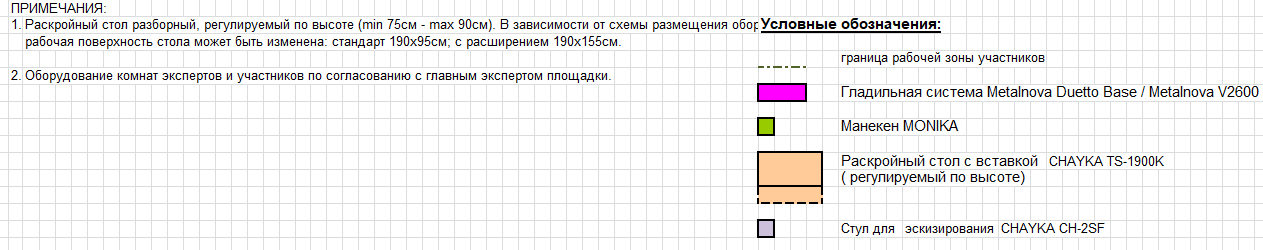 ПРИМЕЧАНИЯ:
1. Раскройный стол разборный, регулируемый по высоте (min 75см - max 90см). В зависимости от схемы размещения
рабочая поверхность стола может быть изменена: стандарт 190х95см; с расширением 190х155см.
2. Оборудование комнат экспертов и участников по согласованию с главным экспертом площадки.
Условные обозначения:
граница рабочей зоны участников
Гладильная система Metalnova Duetto Base / Metalnova V2600
Манекен MONIKA
Раскройный стол с вставкой CHAYKA TS-1900K
( регулируемый по высоте)
Стул для эскизирования CHAYKA CH-2SF